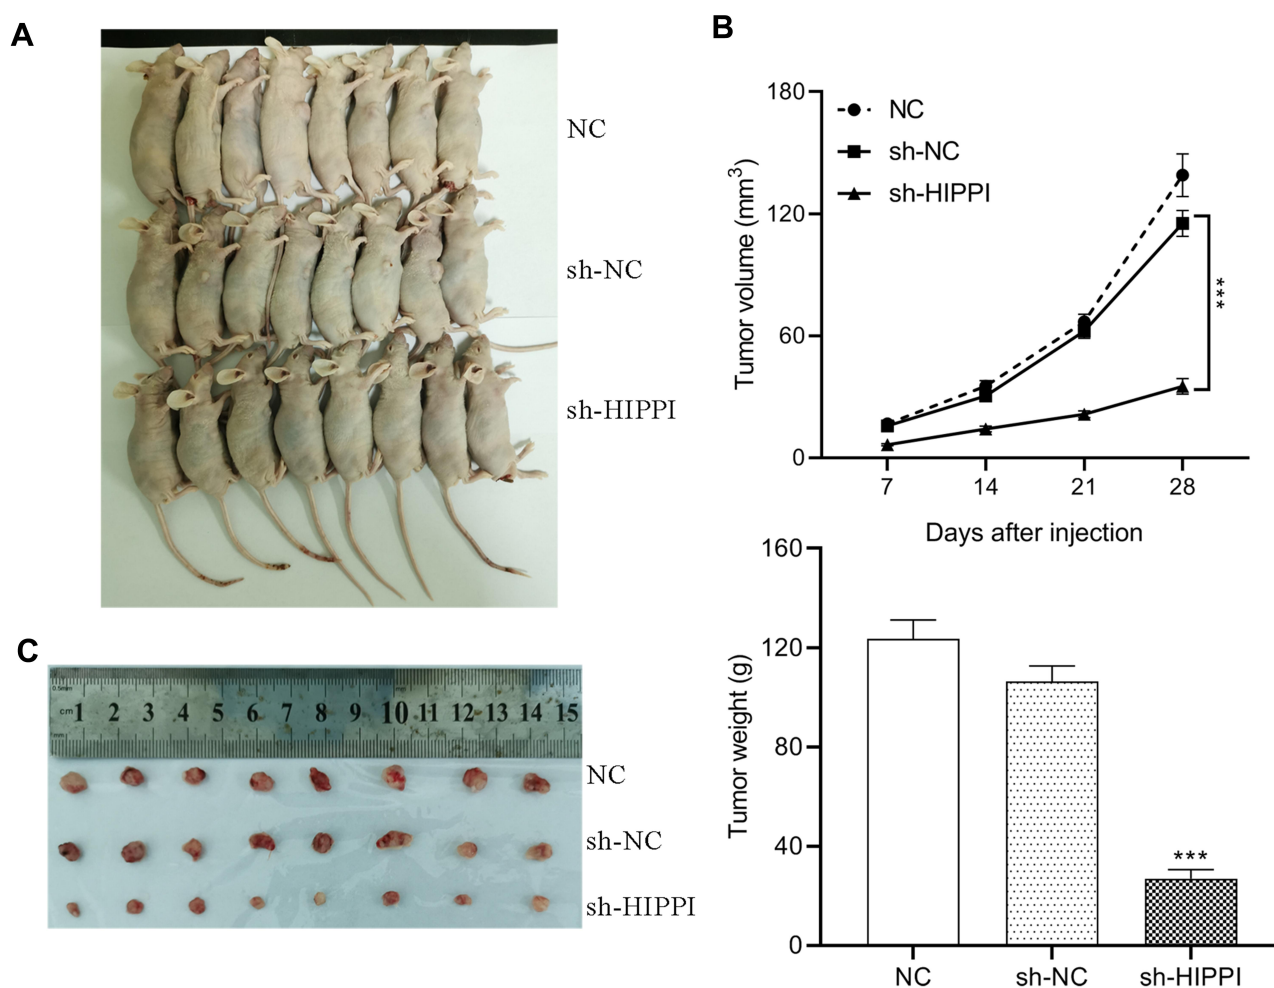 A
NC
sh-NC
sh-HIPPI
B
180
120
60
0
Tumor volume (mm3)
NC
sh-NC
sh-HIPPI
***
7 14 21 28
Days after injection
160
120
80
40
0
Tumor weight (g)
***
NC sh-NC sh-HIPPI
C
0.5mm
cm 1 2 3 4 5 6 7 8 9 10 11 12 13 14 15
NC
sh-NC
sh-HIPPI